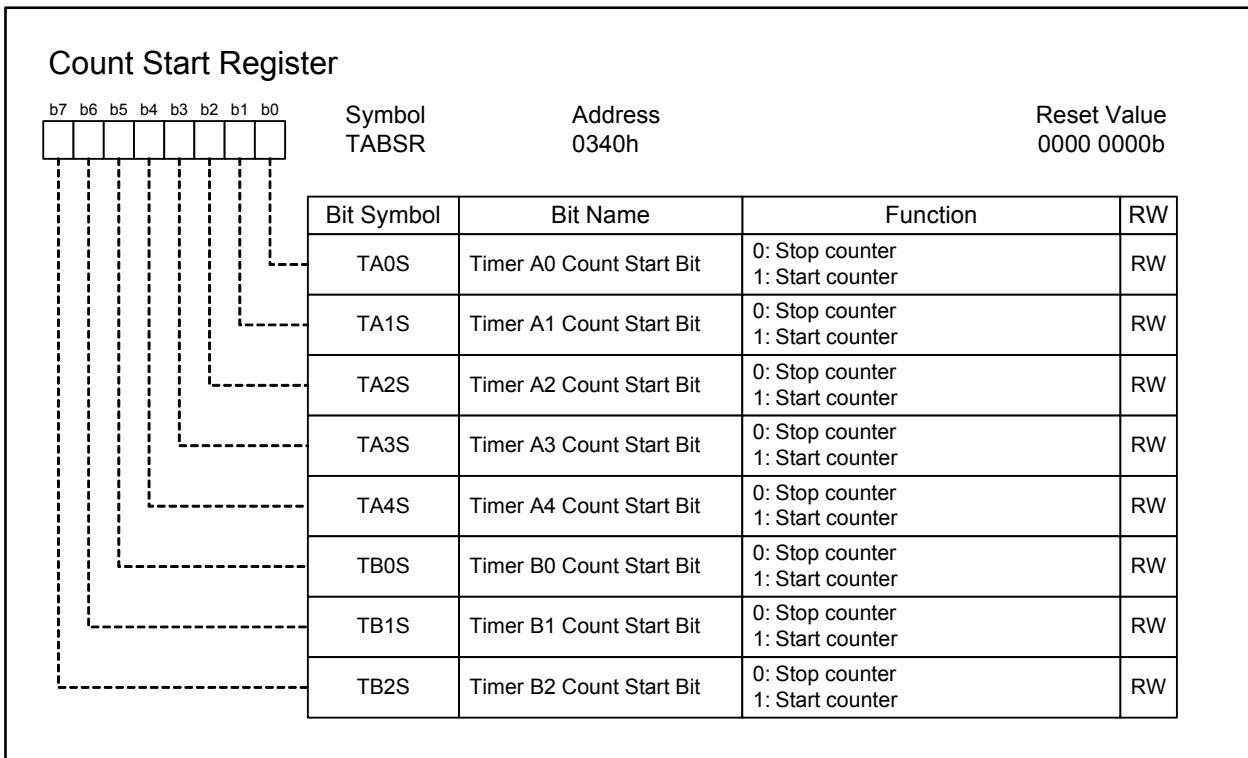 Count Start Register
b7 b6 b5 b4 b3 b2 b1 b0
Symbol Address Reset Value
TABSR 0340h 0000 0000b
Bit Symbol Bit Name Function RW
TA0S Timer A0 Count Start Bit 0: Stop counter
1: Start counter RW
TA1S Timer A1 Count Start Bit 0: Stop counter
1: Start counter RW
TA2S Timer A2 Count Start Bit 0: Stop counter
1: Start counter RW
TA3S Timer A3 Count Start Bit 0: Stop counter
1: Start counter RW
TA4S Timer A4 Count Start Bit 0: Stop counter
1: Start counter RW
TB0S Timer B0 Count Start Bit 0: Stop counter
1: Start counter RW
TB1S Timer B1 Count Start Bit 0: Stop counter
1: Start counter RW
TB2S Timer B2 Count Start Bit 0: Stop counter
1: Start counter RW